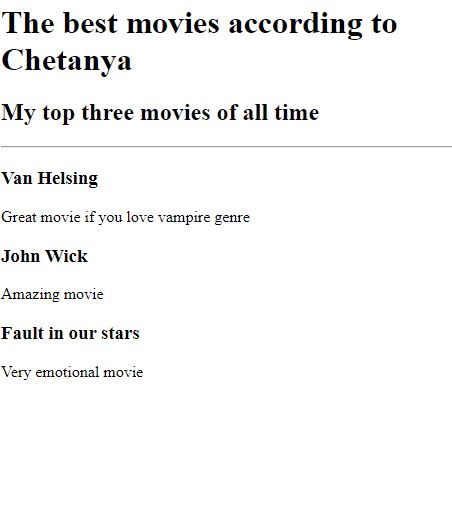 The best movies according to
Chetanya
My top three movies of all time
Van Helsing
Great movie if you love vampire genre
John Wick
Amazing movie
Fault in our stars
Very emotional movie